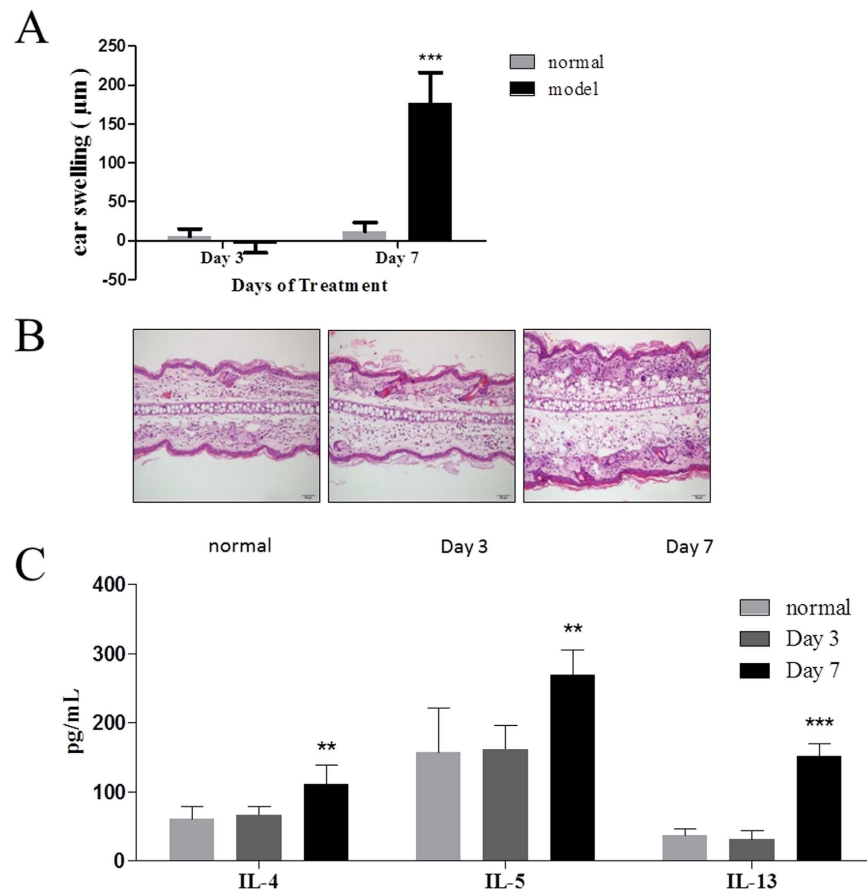 A
250
200
150
100
50
0
-50
ear swelling ( µm )
***
normal
model
Day 3
Day 7
Days of Treatment
B
normal
Day 3
Day 7
C
400
300
200
100
0
pg/mL
normal
Day 3
Day 7
**
**
***
IL-4
IL-5
IL-13